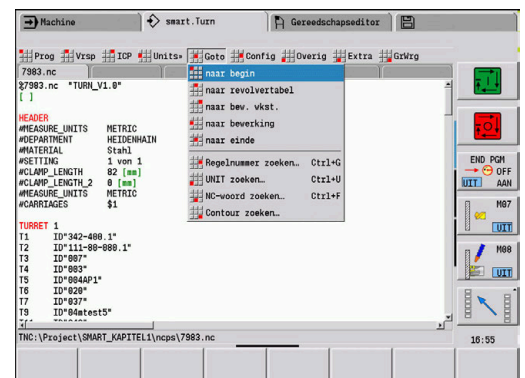 Machine smart.Turn Gereedschapseditor
Prog Vrsp ICP Units» Goto Config Overig Extra GrWrg
7983.nc
%7983.nc "TURN_V1.0"
[ ]
HEADER
#MEASURE_UNITS METRIC
#DEPARTMENT HEIDENHAIN
#MATERIAL Stahl
#SETTING 1 von 1
#CLAMP_LENGTH 82 [mm]
#CLAMP_LENGTH_2 0 [mm]
#MEASURE_UNITS METRIC
#CARRIAGES $1
TURRET 1
T1 ID"342-400.1"
T2 ID"111-80-080.1"
T3 ID"007"
T4 ID"003"
T5 ID"004AP1"
T6 ID"020"
T7 ID"037"
T9 ID"04mtest5"
naar begin
naar revolvertabel
naar bev. vkst.
naar bewerking
naar einde
Regelnummer zoeken… Ctrl+G
UNIT zoeken… Ctrl+U
NC-woord zoeken… Ctrl+F
Contour zoeken…
TNC:\Project\SMART_KAPITEL1\ncps\7983.nc
END PGM
OFF
UIT AAN
M07
UIT
M08
UIT
16:55